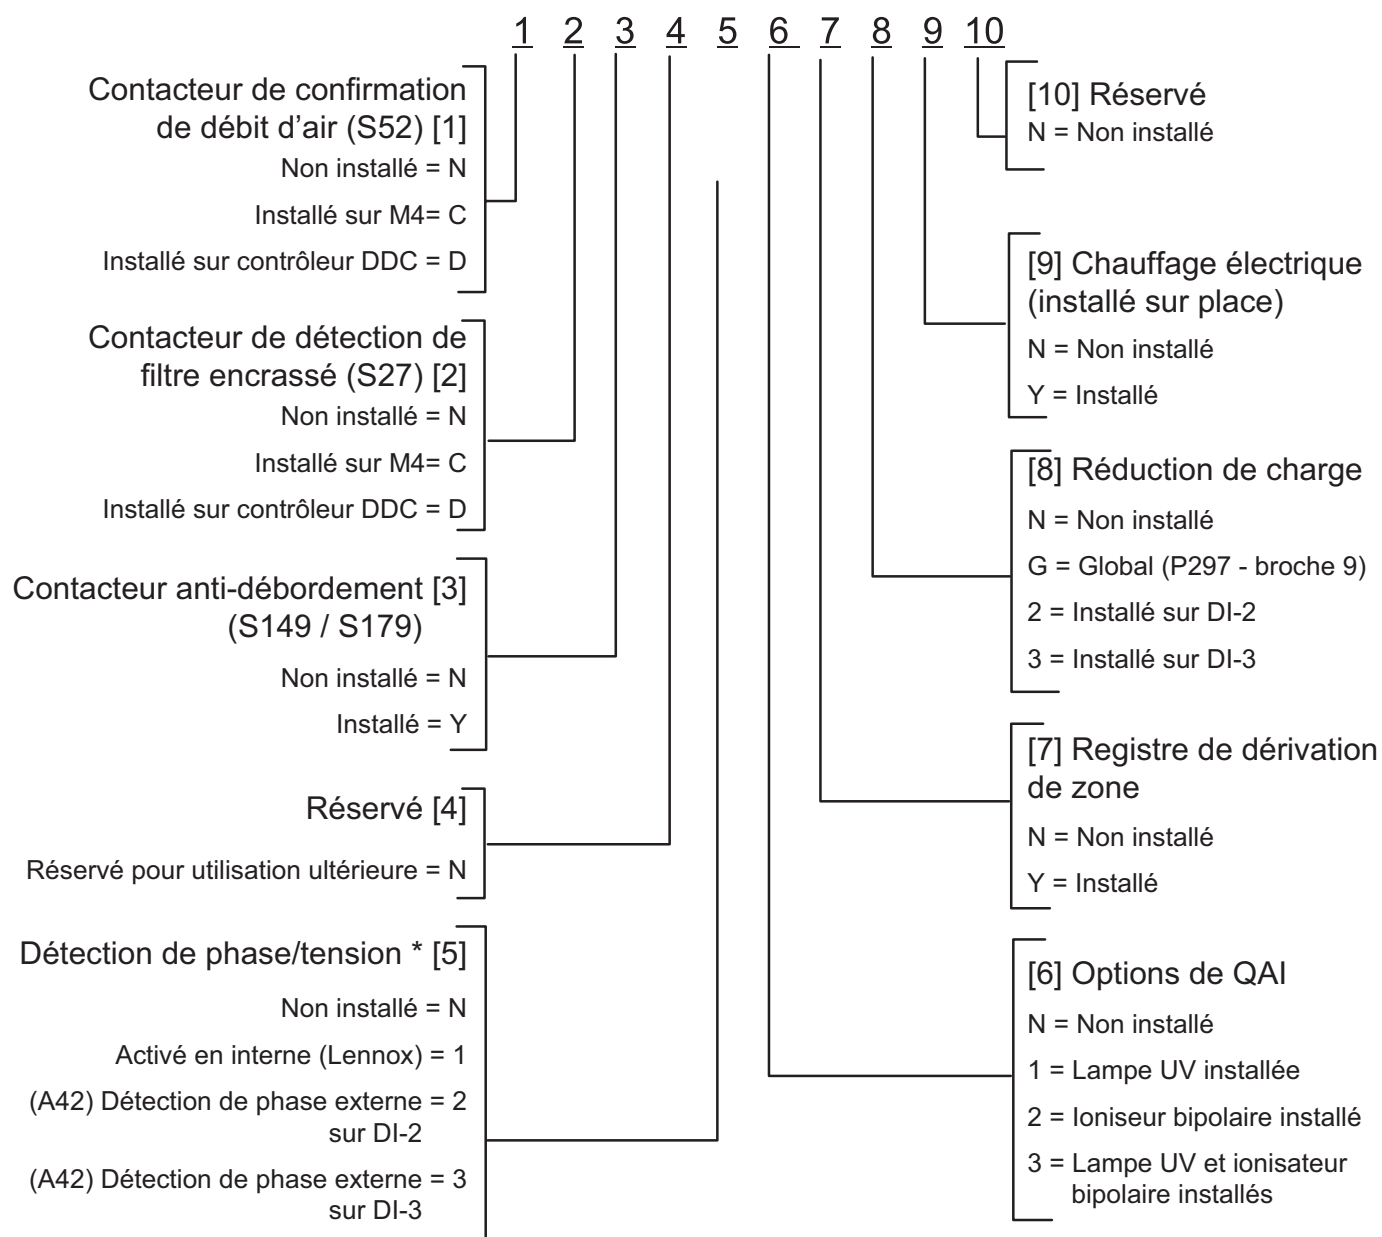 1 2 3 4 5 6 7 8 9 10
Contacteur de confirmation
de débit d'air (S52) [1]
Non installé = N
Installé sur M4= C
Installé sur contrôleur DDC = D
Contacteur de détection de
filtre encrassé (S27) [2]
Non installé = N
Installé sur M4= C
Installé sur contrôleur DDC = D
Contacteur anti-débordement [3]
(S149 / S179)
Non installé = N
Installé = Y
Réservé [4]
Réservé pour utilisation ultérieure = N
Détection de phase/tension * [5]
Non installé = N
Activé en interne (Lennox) = 1
(A42) Détection de phase externe = 2
sur DI-2
(A42) Détection de phase externe = 3
sur DI-3
[10] Réservé
N = Non installé
[9] Chauffage électrique
(installé sur place)
N = Non installé
Y = Installé
[8] Réduction de charge
N = Non installé
G = Global (P297 - broche 9)
2 = Installé sur DI-2
3 = Installé sur DI-3
[7] Registre de dérivation
de zone
N = Non installé
Y = Installé
[6] Options de QAI
N = Non installé
1 = Lampe UV installée
2 = Ioniseur bipolaire installé
3 = Lampe UV et ionisateur
bipolaire installés